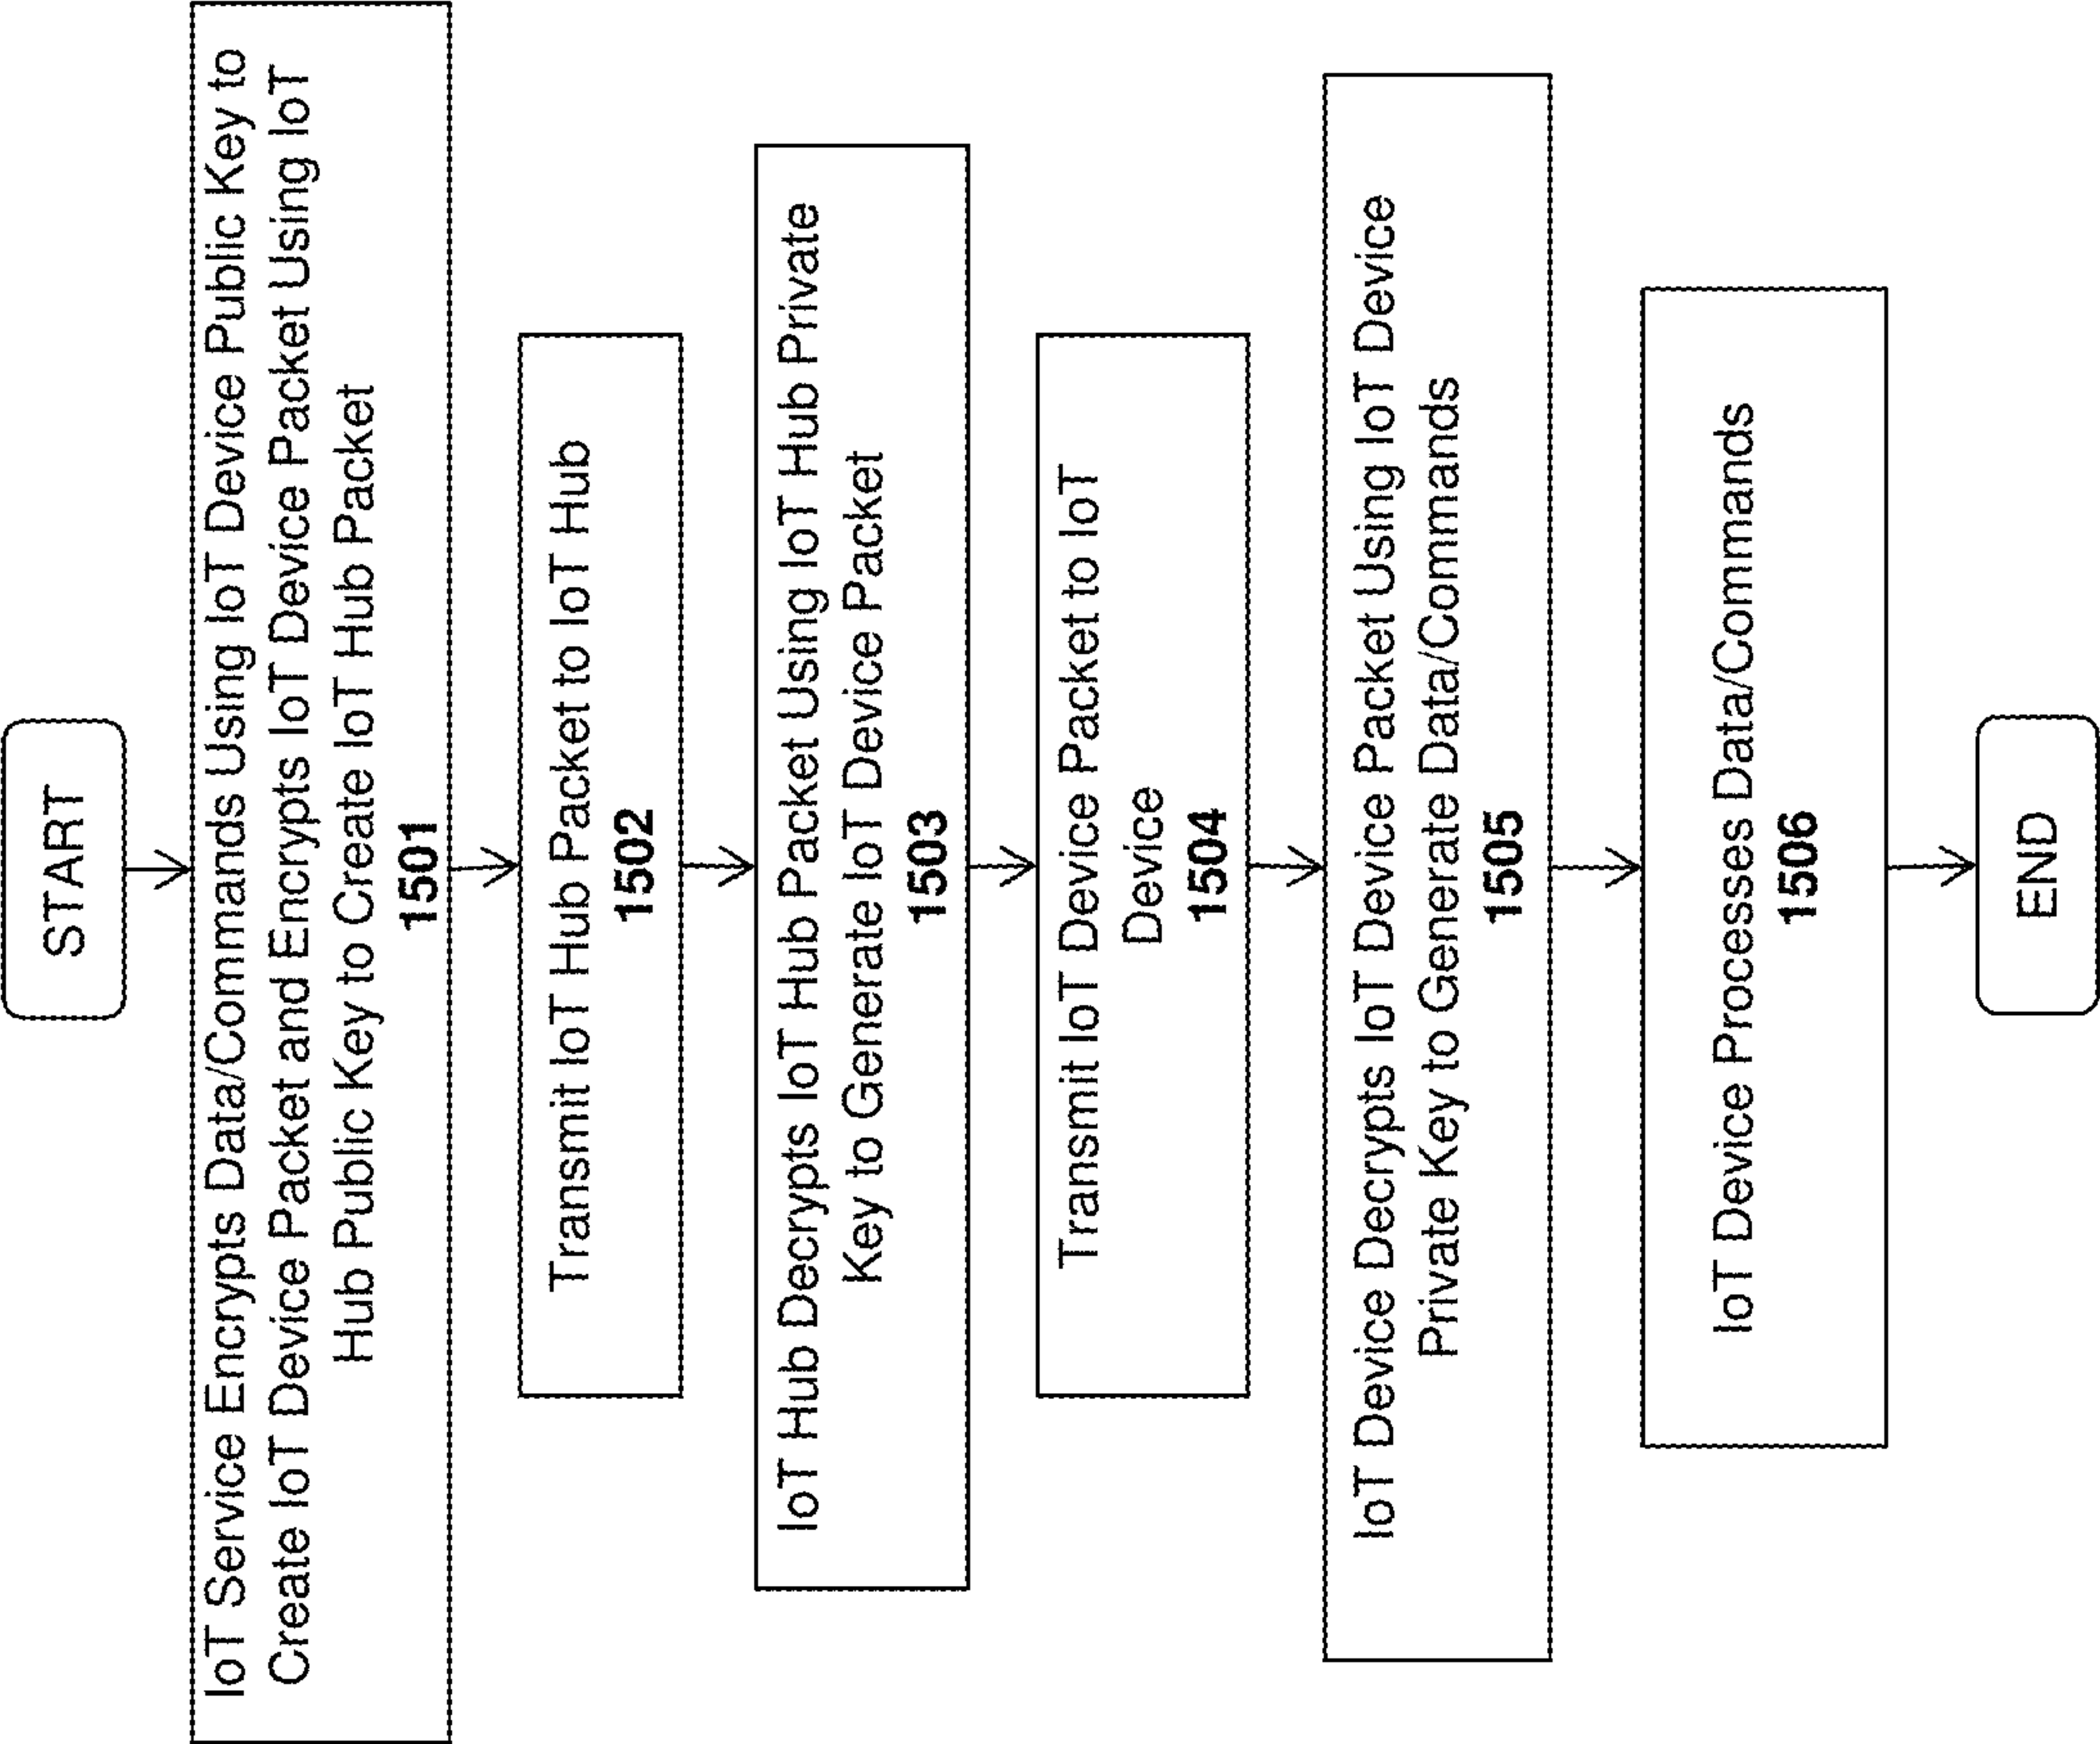 START
IoT Service Encrypts Data/Commands Using IoT Device Public Key to
Create IoT Device Packet and Encrypts IoT Device Packet Using IoT
Hub Public Key to Create IoT Hub Packet
1501
Transmit IoT Hub Packet to IoT Hub
1502
IoT Hub Decrypts IoT Hub Packet Using IoT Hub Private
Key to Generate IoT Device Packet
1503
Transmit IoT Device Packet to IoT
Device
1504
IoT Device Decrypts IoT Device Packet Using IoT Device
Private Key to Generate Data/Commands
1505
IoT Device Processes Data/Commands
1506
END